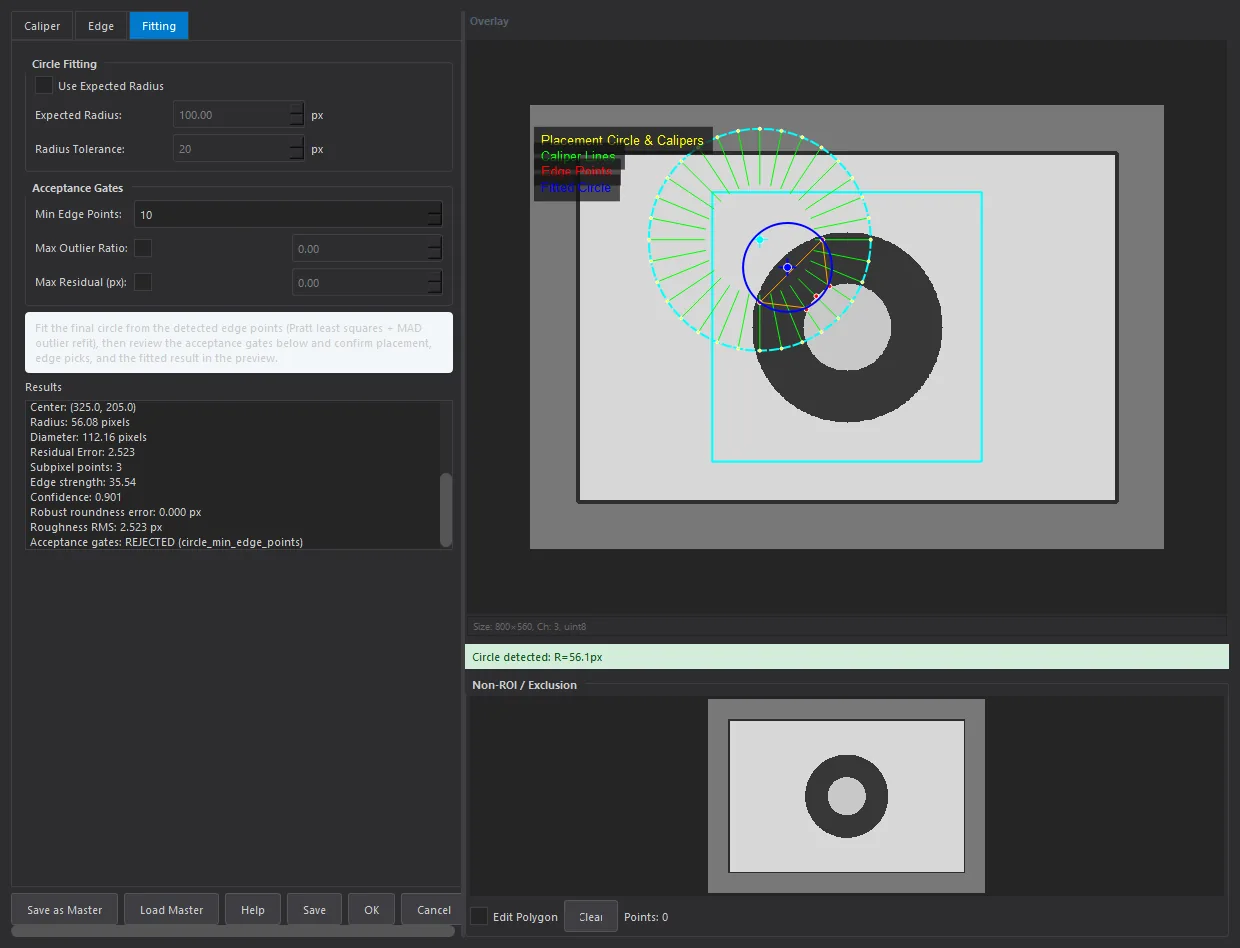 Caliper
Edge
Fitting
Circle Fitting
Use Expected Radius
Expected Radius:
100.00
px
Radius Tolerance:
20
px
Acceptance Gates
Min Edge Points:
10
Max Outlier Ratio:
0.00
Max Residual (px):
0.00
Fit the final circle from the detected edge points (Pratt least squares + MAD
outlier refit), then review the acceptance gates below and confirm placement,
edge picks, and the fitted result in the preview.
Results
Center: (325.0, 205.0)
Radius: 56.08 pixels
Diameter: 112.16 pixels
Residual Error: 2.523
Subpixel points: 3
Edge strength: 35.54
Confidence: 0.901
Robust roundness error: 0.000 px
Roughness RMS: 2.523 px
Acceptance gates: REJECTED (circle_min_edge_points)
Save as Master
Load Master
Help
Save
OK
Cancel
Overlay
Placement Circle & Calipers
Caliper Lines
Edge Points
Fitted Circle
Size: 800×560, Ch: 3, uint8
Circle detected: R=56.1px
Non-ROI / Exclusion
Edit Polygon
Clear
Points: 0